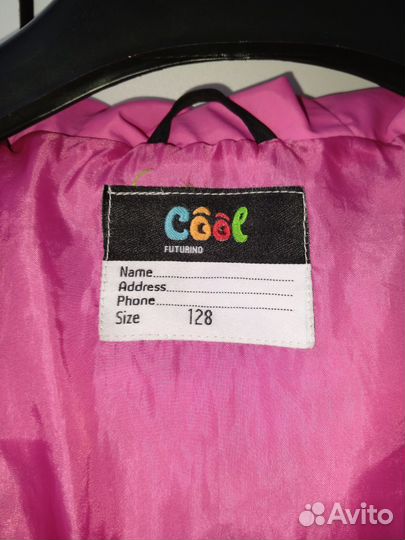 Cool
FUTURINO
Name
Address
Phone
Size 128
Avito